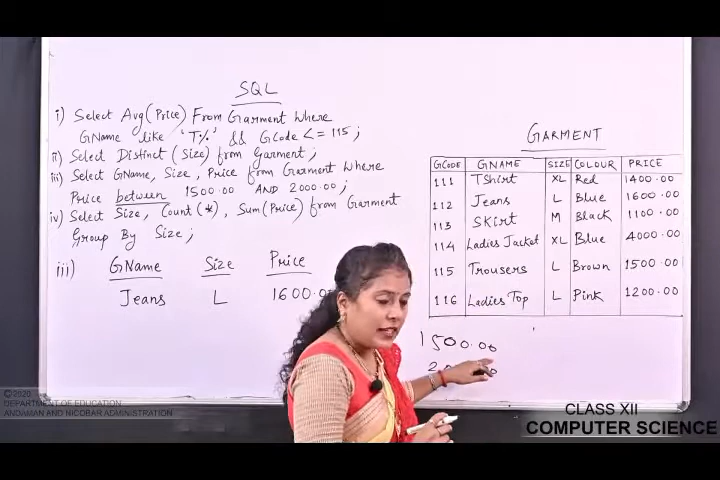 SQL
i) Select Avg(Price) From Garment Where
GName like 'T%' && GCode <= 115;
ii) Select Distinct (Size) from Garment;
iii) Select GName, Size, Price from Garment Where
Price between 1500.00 AND 2000.00;
iv) Select Size, Count(*), Sum(Price) from Garment
Group By Size;
iii) GName Size Price
Jeans L 1600.00
GARMENT
GCODE GNAME SIZE COLOUR PRICE
111 TShirt XL Red 1400.00
112 Jeans L Blue 1600.00
113 SKirt M Black 1100.00
114 Ladies Jacket XL Blue 4000.00
115 Trousers L Brown 1500.00
116 Ladies Top L Pink 1200.00
1500.00
©2020
DEPARTMENT OF EDUCATION
ANDAMAN AND NICOBAR ADMINISTRATION
CLASS XII
COMPUTER SCIENCE